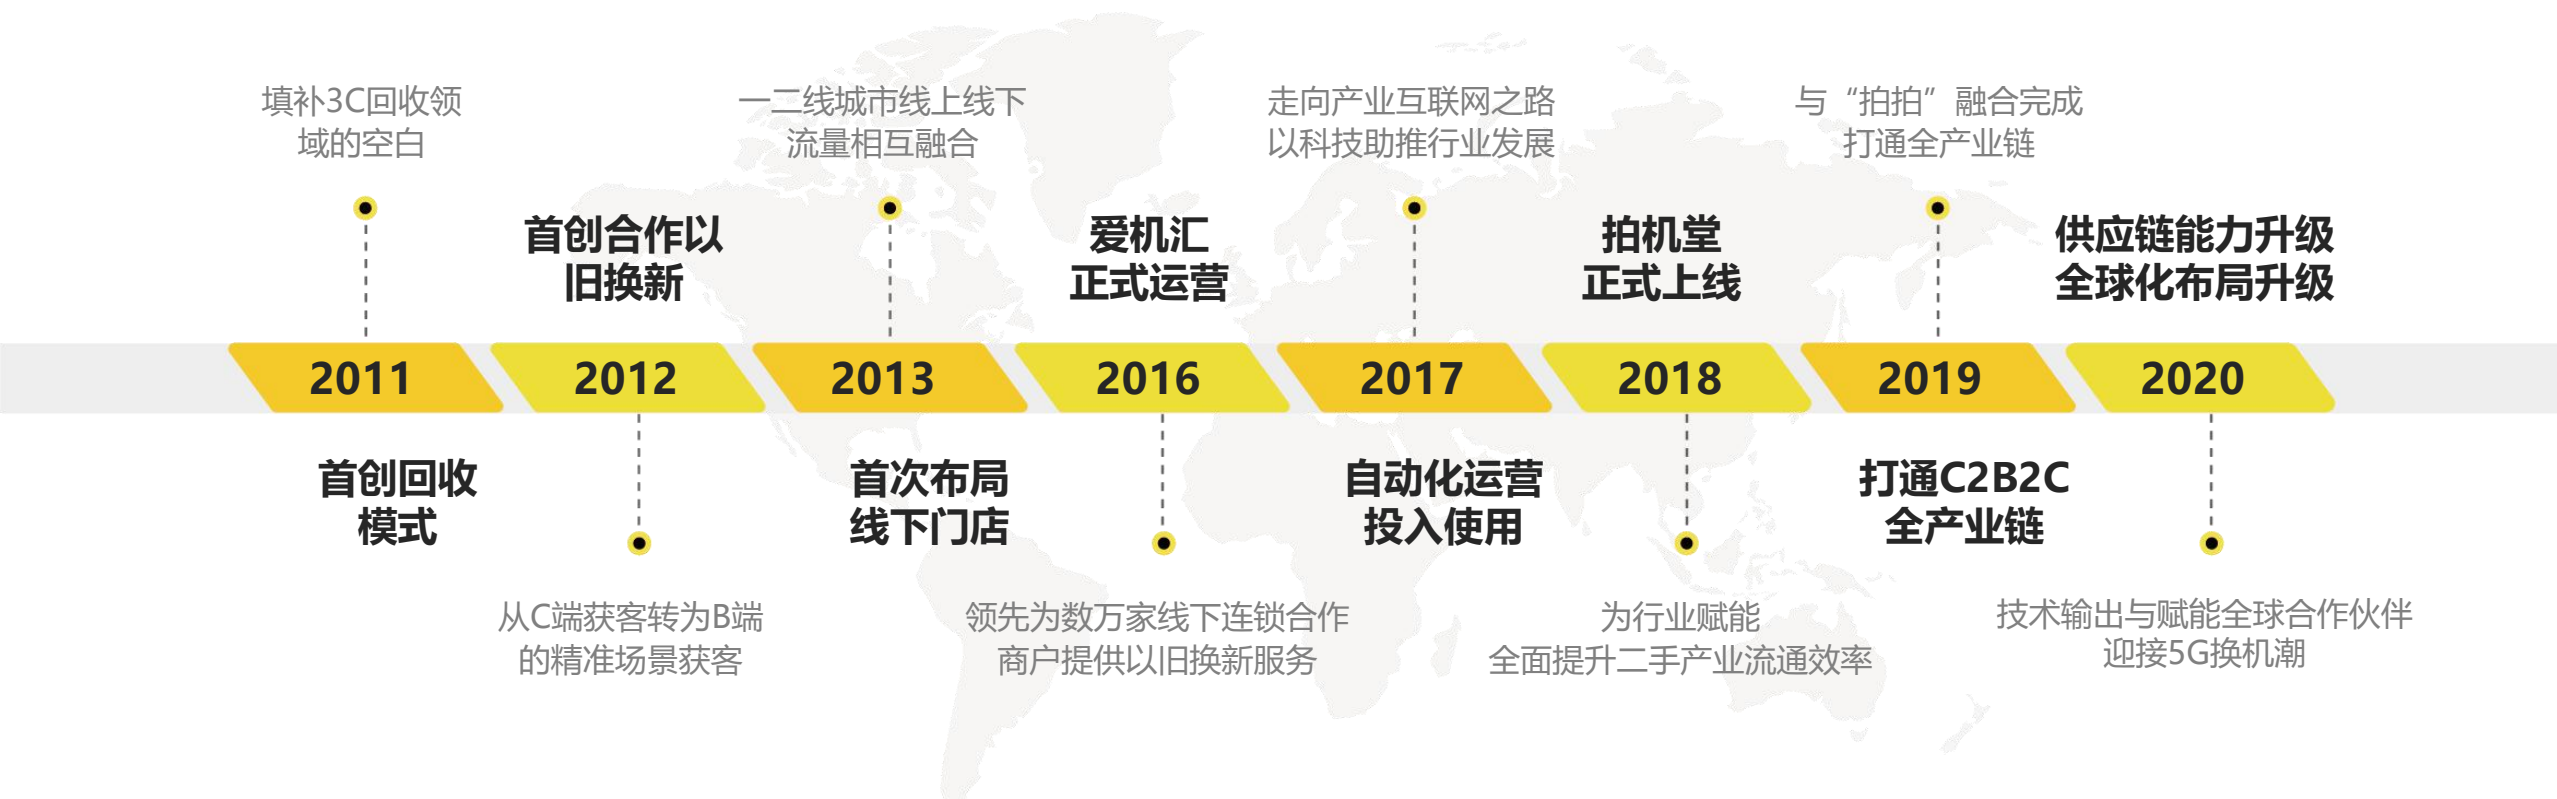 填补3C回收领
域的空白
2011
首创回收
模式
首创合作以
旧换新
2012
从C端获客转为B端
的精准场景获客
一二线城市线上线下
流量相互融合
2013
首次布局
线下门店
爱机汇
正式运营
2016
领先为数万家线下连锁合作
商户提供以旧换新服务
走向产业互联网之路
以科技助推行业发展
2017
自动化运营
投入使用
拍机堂
正式上线
2018
为行业赋能
全面提升二手产业流通效率
与“拍拍”融合完成
打通全产业链
2019
打通C2B2C
全产业链
供应链能力升级
全球化布局升级
2020
技术输出与赋能全球合作伙伴
迎接5G换机潮